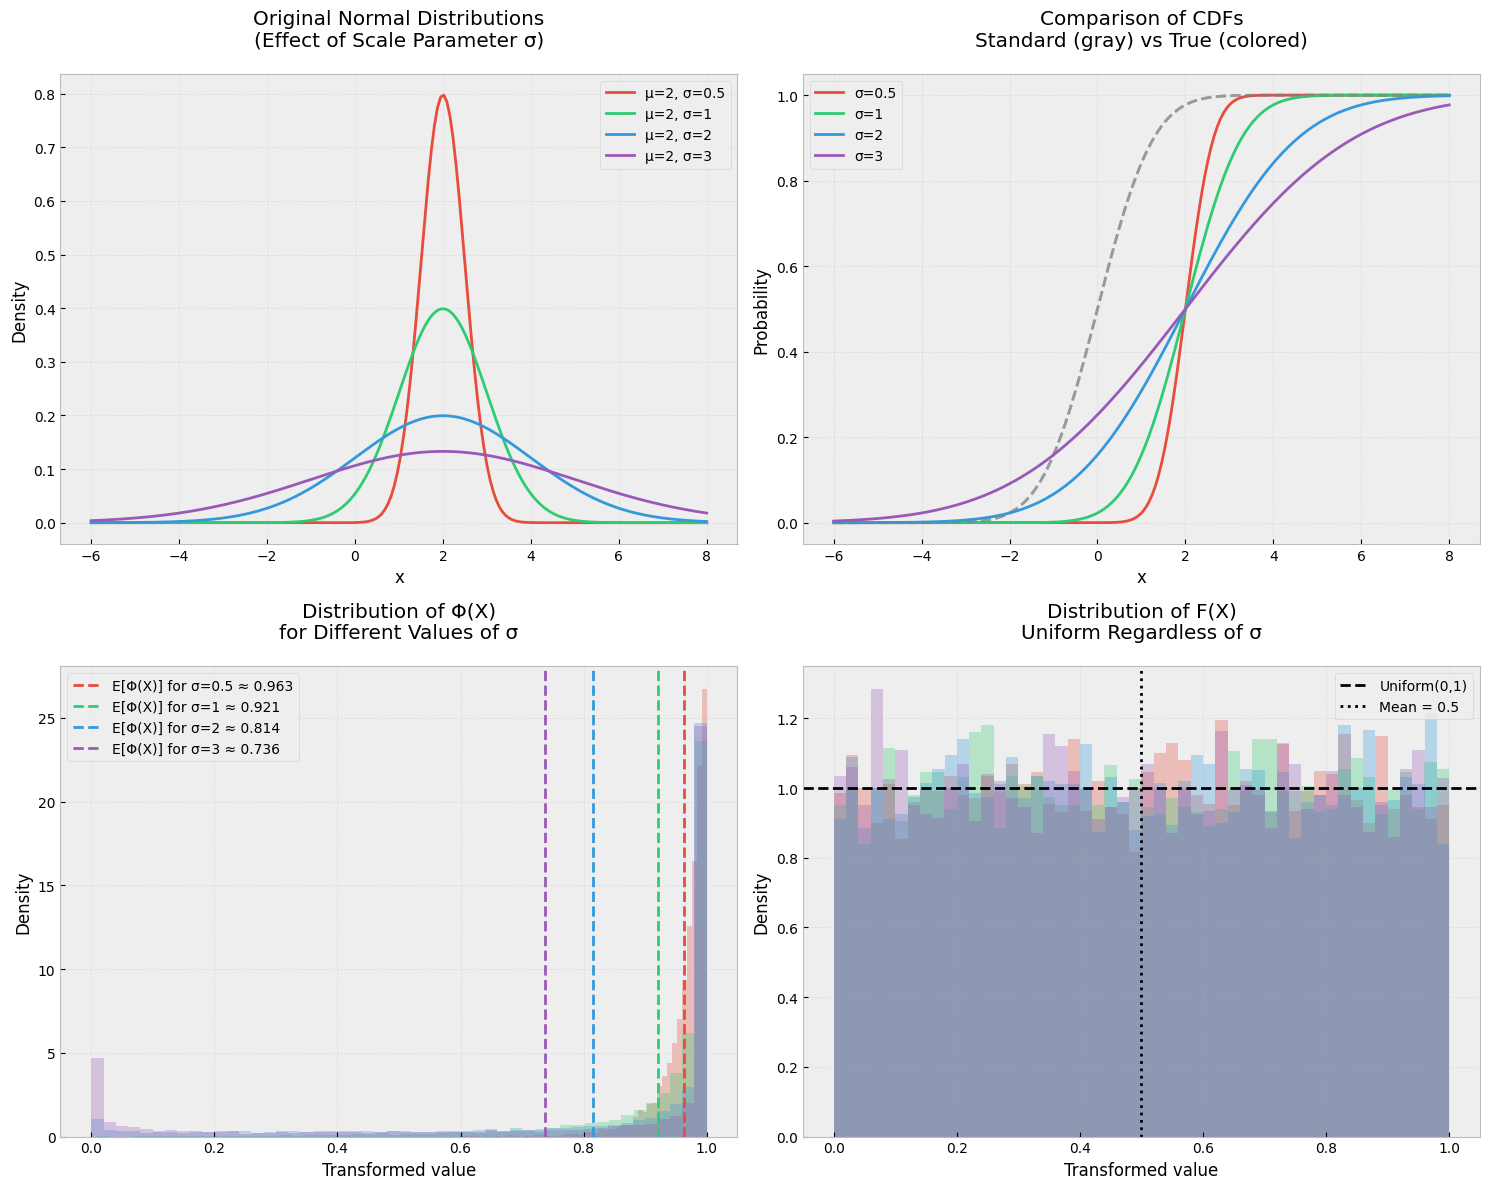 Original Normal Distributions
(Effect of Scale Parameter σ)
Density
0.8
0.7
0.6
0.5
0.4
0.3
0.2
0.1
0.0
μ=2, σ=0.5
μ=2, σ=1
μ=2, σ=2
μ=2, σ=3
−6 −4 −2 0 2 4 6 8
x
Comparison of CDFs
Standard (gray) vs True (colored)
Probability
1.0
0.8
0.6
0.4
0.2
0.0
σ=0.5
σ=1
σ=2
σ=3
−6 −4 −2 0 2 4 6 8
x
Distribution of Φ(X)
for Different Values of σ
Density
25
20
15
10
5
0
E[Φ(X)] for σ=0.5 ≈ 0.963
E[Φ(X)] for σ=1 ≈ 0.921
E[Φ(X)] for σ=2 ≈ 0.814
E[Φ(X)] for σ=3 ≈ 0.736
0.0 0.2 0.4 0.6 0.8 1.0
Transformed value
Distribution of F(X)
Uniform Regardless of σ
Density
1.2
1.0
0.8
0.6
0.4
0.2
0.0
Uniform(0,1)
Mean = 0.5
0.0 0.2 0.4 0.6 0.8 1.0
Transformed value